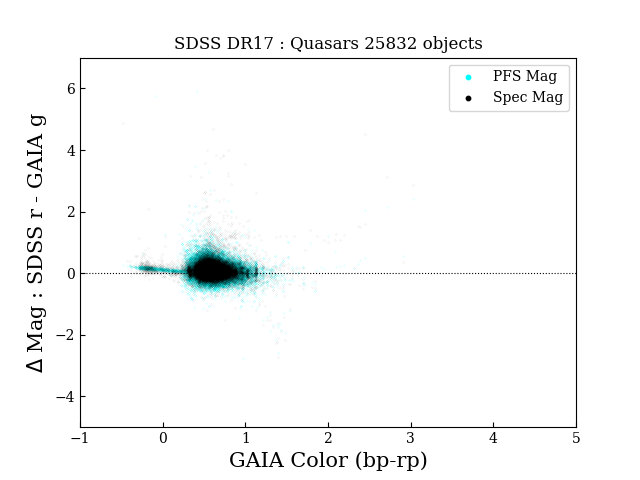 SDSS DR17 : Quasars 25832 objects
PFS Mag
Spec Mag
Δ Mag : SDSS r - GAIA g
6
4
2
0
−2
−4
−1 0 1 2 3 4 5
GAIA Color (bp-rp)